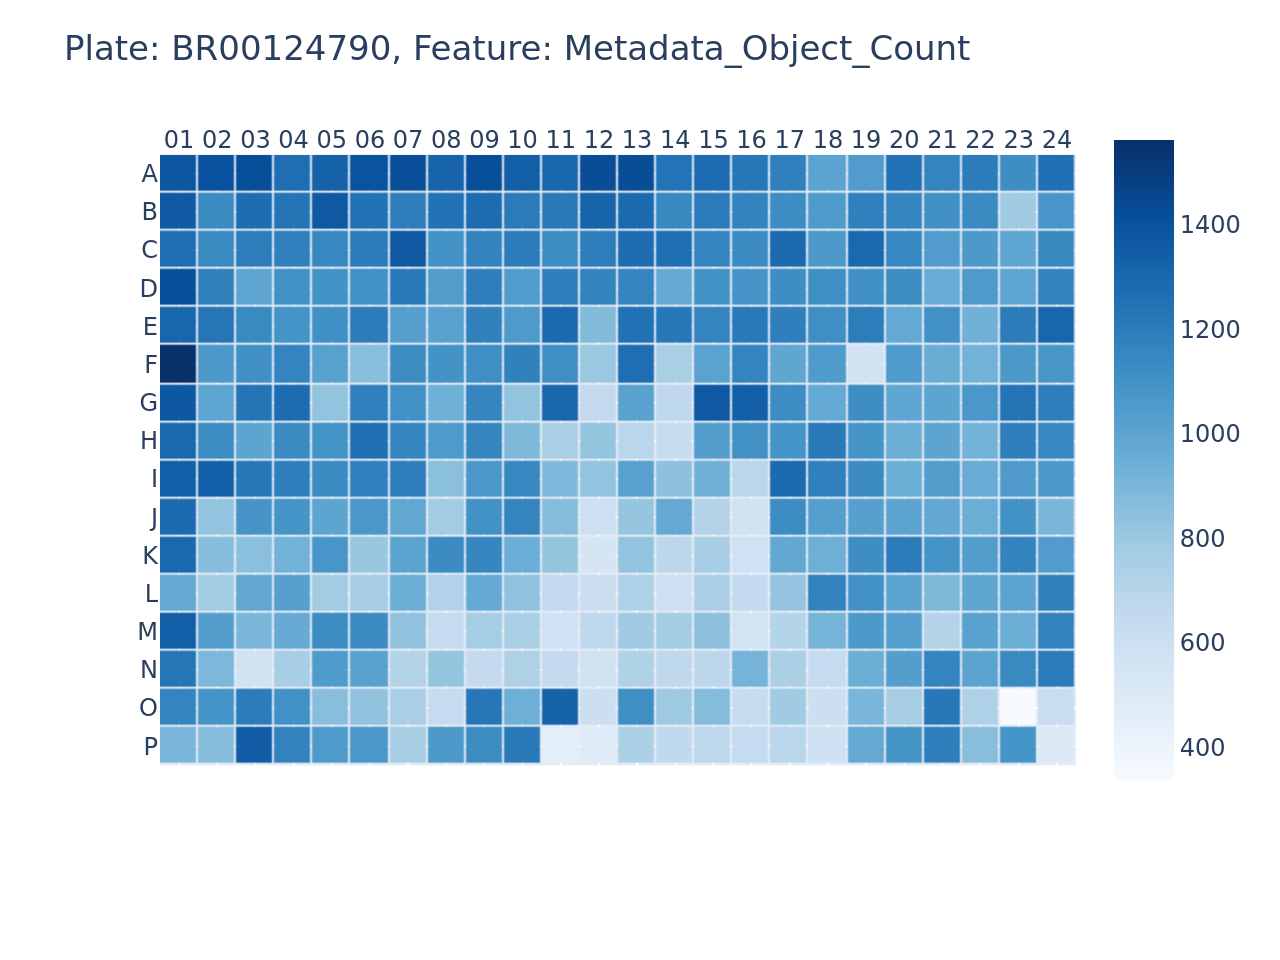 Plate: BR00124790, Feature: Metadata_Object_Count
01 02 03 04 05 06 07 08 09 10 11 12 13 14 15 16 17 18 19 20 21 22 23 24
A
B
C
D
E
F
G
H
I
J
K
L
M
N
O
P
1400
1200
1000
800
600
400